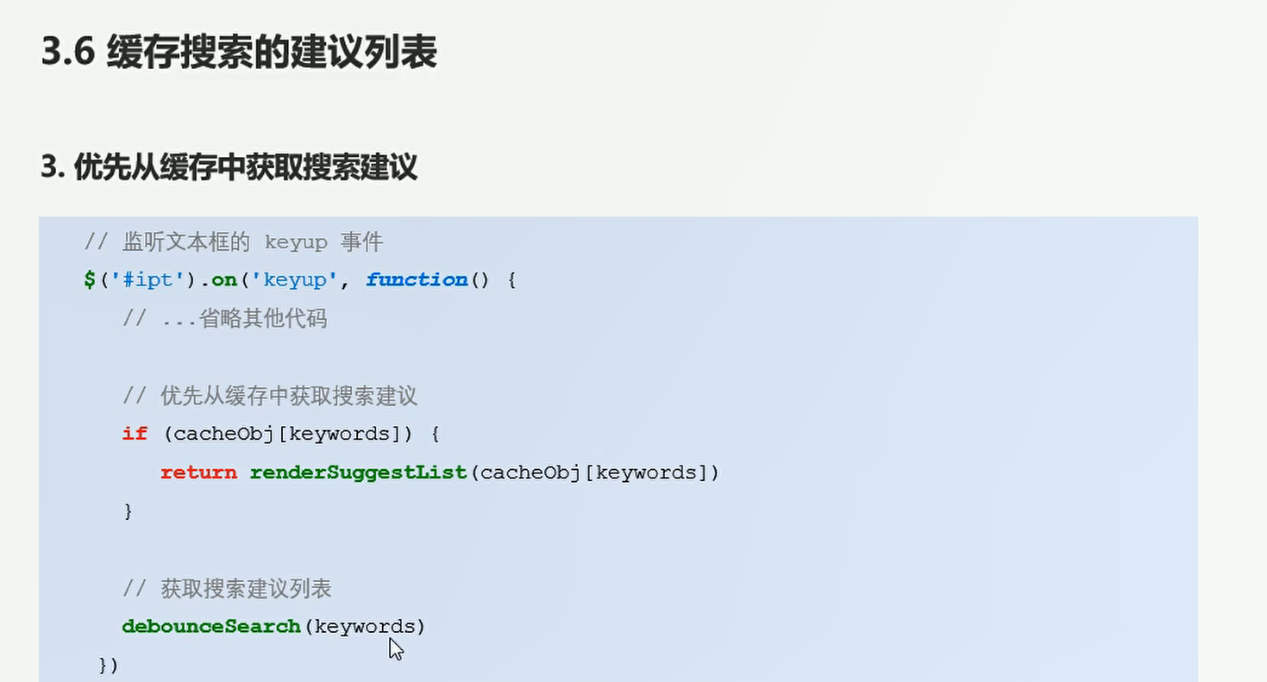 3.6 缓存搜索的建议列表
3. 优先从缓存中获取搜索建议
// 监听文本框的 keyup 事件
$('#ipt').on('keyup', function() {
// ...省略其他代码
// 优先从缓存中获取搜索建议
if (cacheObj[keywords]) {
return renderSuggestList(cacheObj[keywords])
}
// 获取搜索建议列表
debounceSearch(keywords)
})